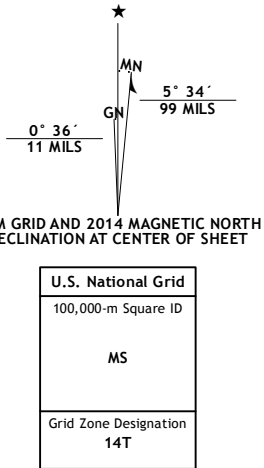 MN
GN
5° 34´
99 MILS
0° 36´
11 MILS
M GRID AND 2014 MAGNETIC NORTH
ECLINATION AT CENTER OF SHEET
U.S. National Grid
100,000-m Square ID
MS
Grid Zone Designation
14T